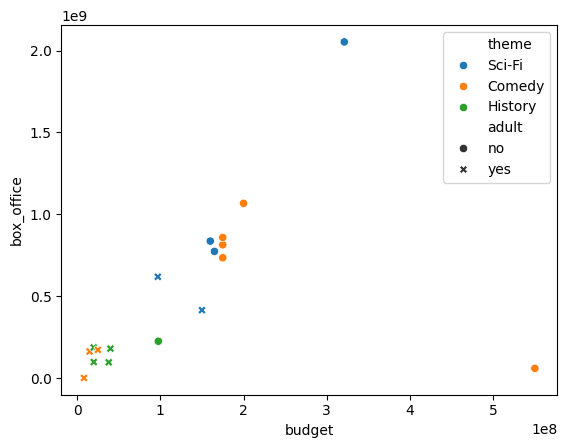 1e9
theme
Sci-Fi
Comedy
History
adult
no
yes
2.0
1.5
1.0
0.5
0.0
box_office
0 1 2 3 4 5
1e8
budget